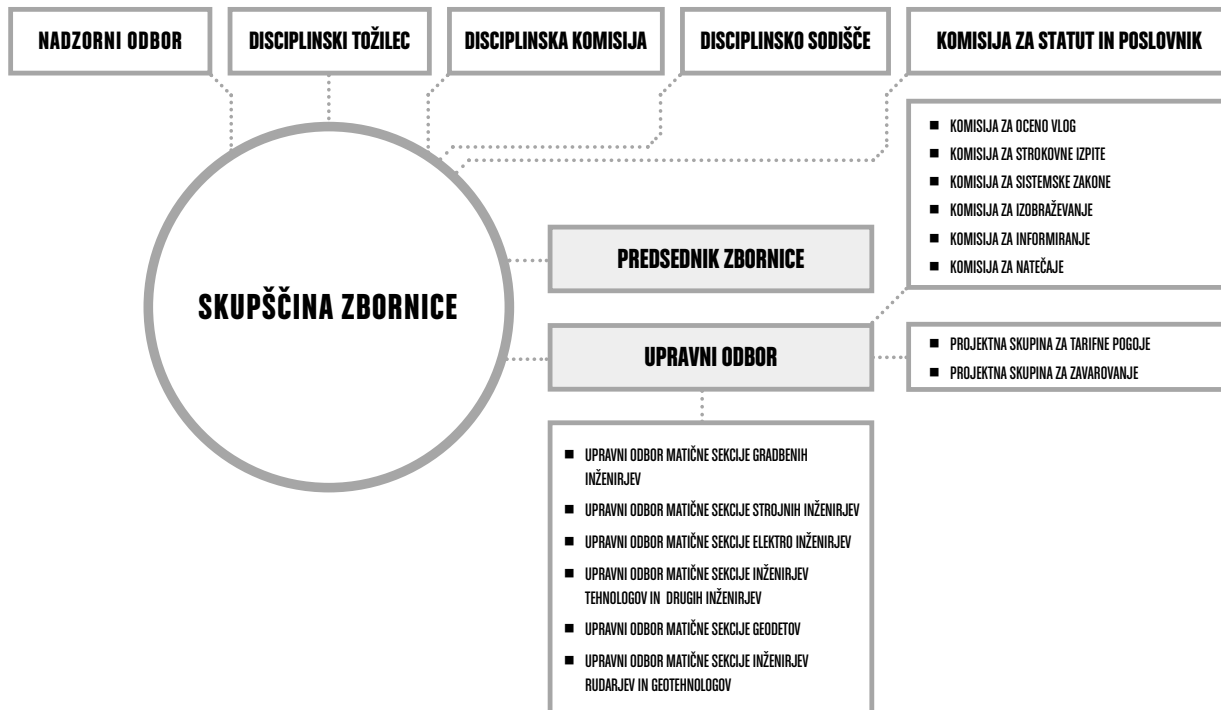 NADZORNI ODBOR
DISCIPLINSKI TOŽILEC
DISCIPLINSKA KOMISIJA
DISCIPLINSKO SODIŠČE
KOMISIJA ZA STATUT IN POSLOVNIK
■ KOMISIJA ZA OCENO VLOG
■ KOMISIJA ZA STROKOVNE IZPITE
■ KOMISIJA ZA SISTEMSKE ZAKONE
■ KOMISIJA ZA IZOBRAŽEVANJE
■ KOMISIJA ZA INFORMIRANJE
■ KOMISIJA ZA NATEČAJE
PREDSEDNIK ZBORNICE
SKUPŠČINA ZBORNICE
UPRAVNI ODBOR
■ PROJEKTNA SKUPINA ZA TARIFNE POGOJE
■ PROJEKTNA SKUPINA ZA ZAVAROVANJE
■ UPRAVNI ODBOR MATIČNE SEKCIJE GRADBENIH
INŽENIRJEV
■ UPRAVNI ODBOR MATIČNE SEKCIJE STROJNIH INŽENIRJEV
■ UPRAVNI ODBOR MATIČNE SEKCIJE ELEKTRO INŽENIRJEV
■ UPRAVNI ODBOR MATIČNE SEKCIJE INŽENIRJEV
TEHNOLOGOV IN DRUGIH INŽENIRJEV
■ UPRAVNI ODBOR MATIČNE SEKCIJE GEODETOV
■ UPRAVNI ODBOR MATIČNE SEKCIJE INŽENIRJEV
RUDARJEV IN GEOTEHNOLOGOV